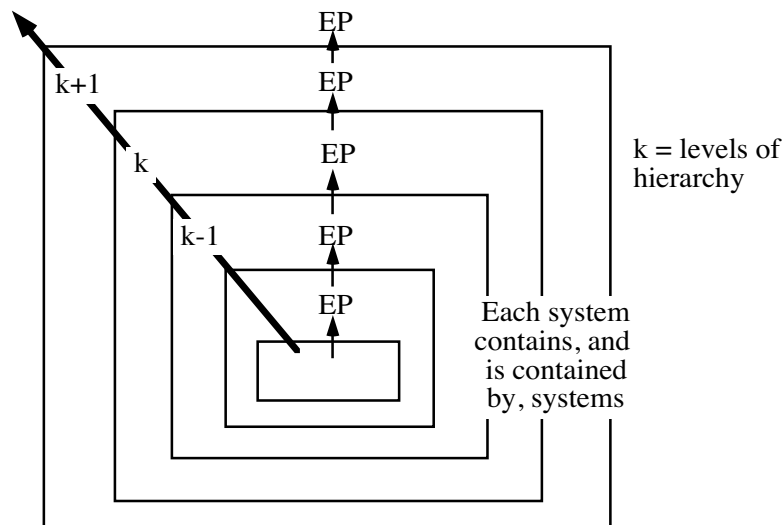 EP
k+1
EP
k
EP
k = levels of
hierarchy
k-1
EP
EP
Each system
contains, and
is contained
by, systems